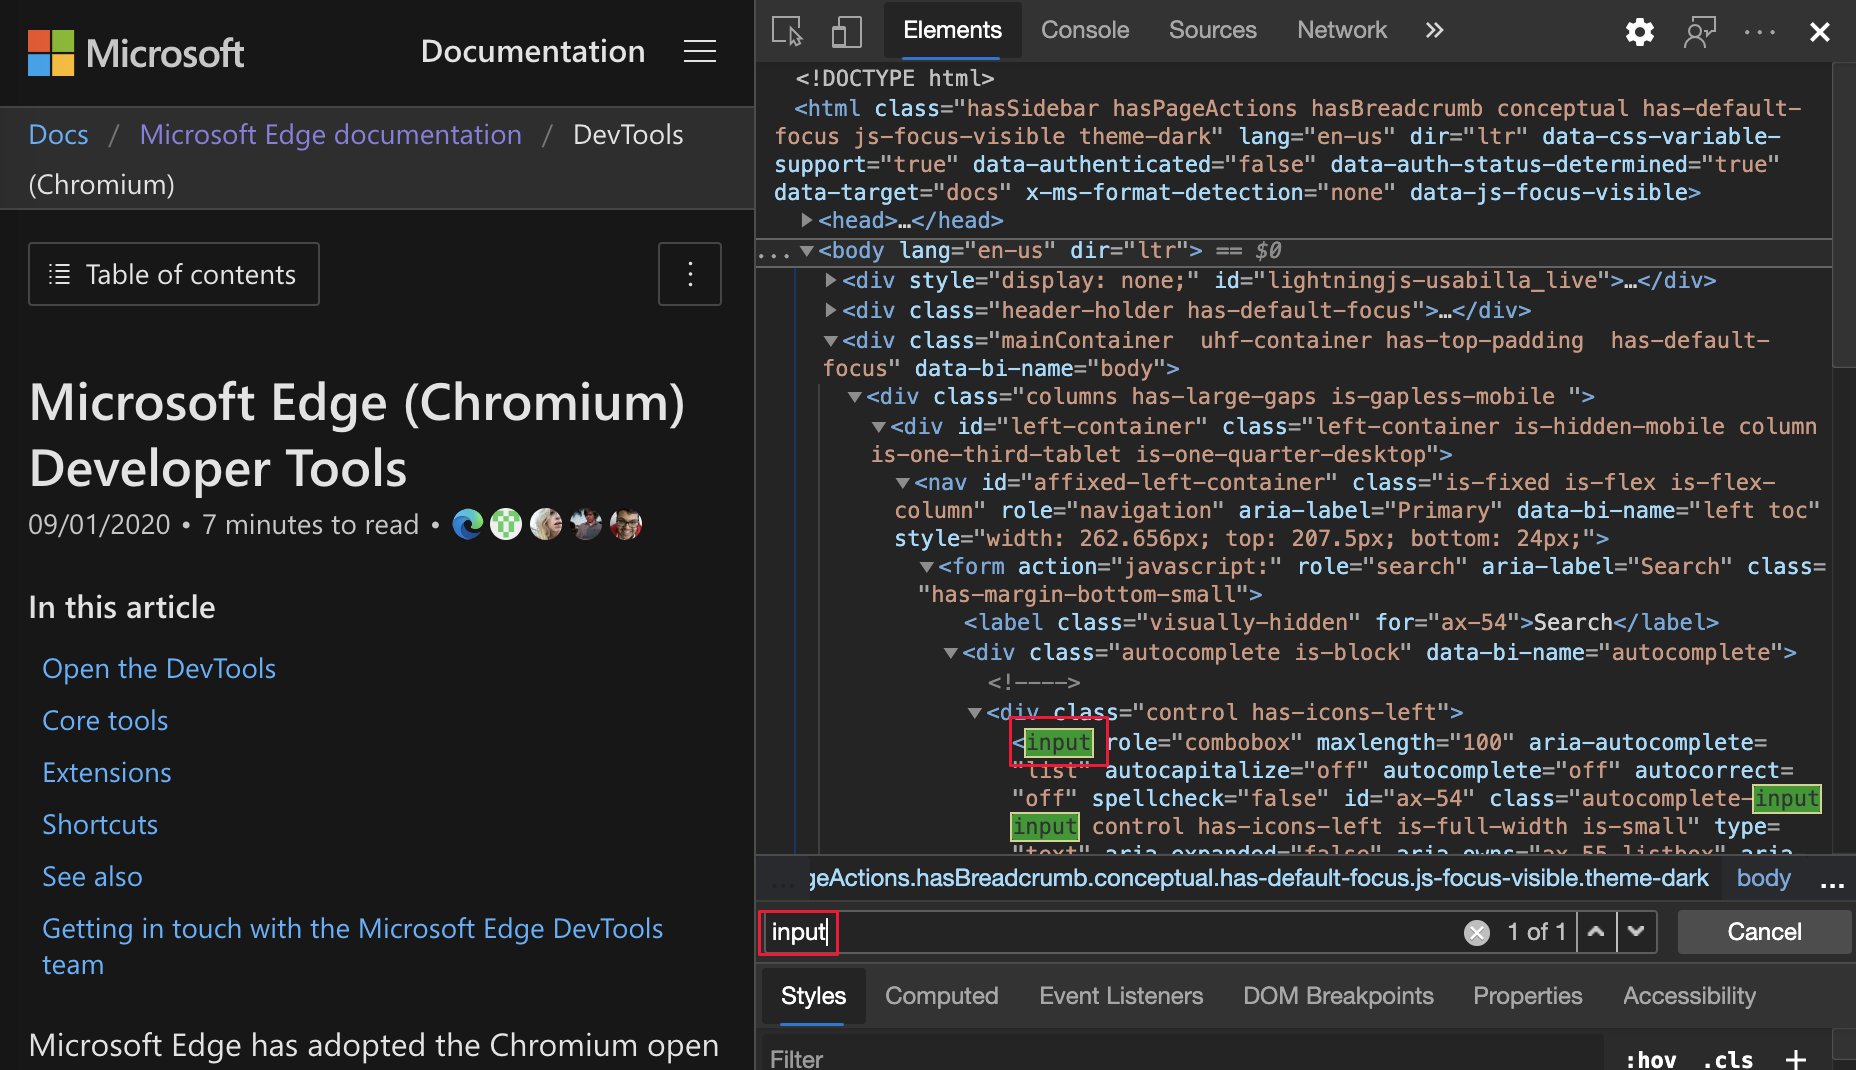 Microsoft
Documentation
Docs / Microsoft Edge documentation / DevTools
(Chromium)
Table of contents
Microsoft Edge (Chromium)
Developer Tools
09/01/2020 • 7 minutes to read •
In this article
Open the DevTools
Core tools
Extensions
Shortcuts
See also
Getting in touch with the Microsoft Edge DevTools
team
Microsoft Edge has adopted the Chromium open
Elements Console Sources Network
<!DOCTYPE html>
<html class="hasSidebar hasPageActions hasBreadcrumb conceptual has-default-
focus js-focus-visible theme-dark" lang="en-us" dir="ltr" data-css-variable-
support="true" data-authenticated="false" data-auth-status-determined="true"
data-target="docs" x-ms-format-detection="none" data-js-focus-visible>
<head>…</head>
... <body lang="en-us" dir="ltr"> == $0
<div style="display: none;" id="lightningjs-usabilla_live">…</div>
<div class="header-holder has-default-focus">…</div>
<div class="mainContainer  uhf-container has-top-padding  has-default-
focus" data-bi-name="body">
<div class="columns has-large-gaps is-gapless-mobile ">
<div id="left-container" class="left-container is-hidden-mobile column
is-one-third-tablet is-one-quarter-desktop">
<nav id="affixed-left-container" class="is-fixed is-flex is-flex-
column" role="navigation" aria-label="Primary" data-bi-name="left toc"
style="width: 262.656px; top: 207.5px; bottom: 24px;">
<form action="javascript:" role="search" aria-label="Search" class=
"has-margin-bottom-small">
<label class="visually-hidden" for="ax-54">Search</label>
<div class="autocomplete is-block" data-bi-name="autocomplete">
<!---->
<div class="control has-icons-left">
<input role="combobox" maxlength="100" aria-autocomplete=
"list" autocapitalize="off" autocomplete="off" autocorrect=
"off" spellcheck="false" id="ax-54" class="autocomplete-input
input control has-icons-left is-full-width is-small" type=
"text" aria-expanded="false" aria-owns="ax-55-listbox" aria-
... geActions.hasBreadcrumb.conceptual.has-default-focus.js-focus-visible.theme-dark body ...
input 1 of 1 Cancel
Styles Computed Event Listeners DOM Breakpoints Properties Accessibility
Filter :hov .cls +